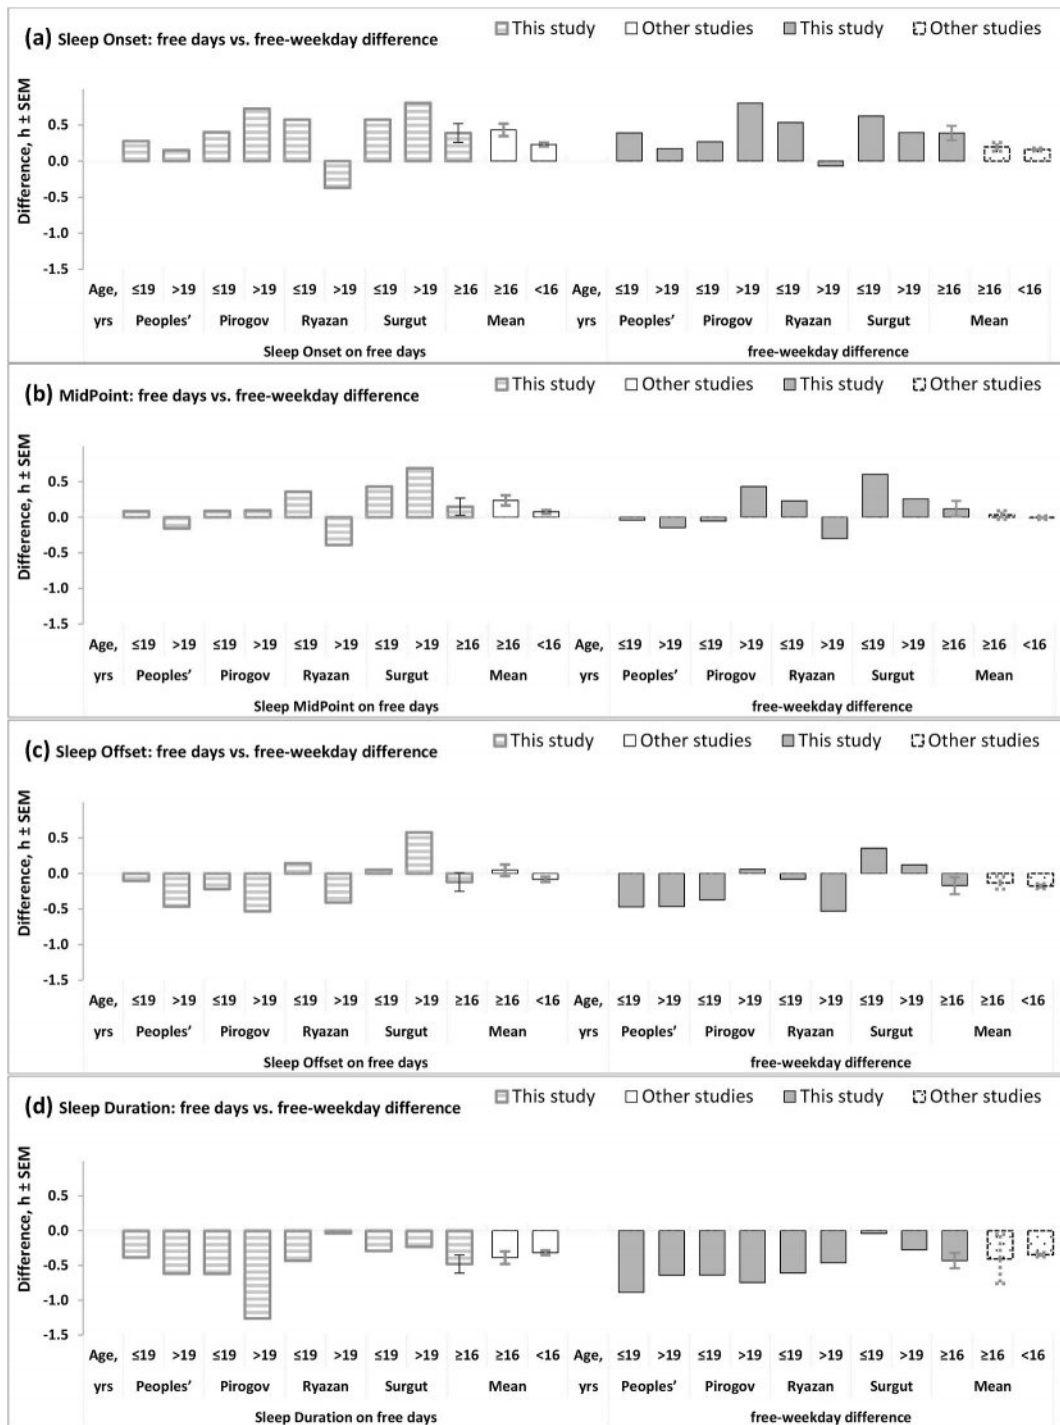 (a) Sleep Onset: free days vs. free-weekday difference
This study Other studies This study Other studies
Difference, h ± SEM
0.5
0.0
-0.5
-1.0
-1.5
Age, ≤19 >19 ≤19 >19 ≤19 >19 ≤19 >19 ≥16 ≥16 <16 Age, ≤19 >19 ≤19 >19 ≤19 >19 ≤19 >19 ≥16 ≥16 <16
yrs Peoples’ Pirogov Ryazan Surgut Mean yrs Peoples’ Pirogov Ryazan Surgut Mean
Sleep Onset on free days free-weekday difference
(b) MidPoint: free days vs. free-weekday difference
This study Other studies This study Other studies
Difference, h ± SEM
0.5
0.0
-0.5
-1.0
-1.5
Age, ≤19 >19 ≤19 >19 ≤19 >19 ≤19 >19 ≥16 ≥16 <16 Age, ≤19 >19 ≤19 >19 ≤19 >19 ≤19 >19 ≥16 ≥16 <16
yrs Peoples’ Pirogov Ryazan Surgut Mean yrs Peoples’ Pirogov Ryazan Surgut Mean
Sleep MidPoint on free days free-weekday difference
(c) Sleep Offset: free days vs. free-weekday difference
This study Other studies This study Other studies
Difference, h ± SEM
0.5
0.0
-0.5
-1.0
-1.5
Age, ≤19 >19 ≤19 >19 ≤19 >19 ≤19 >19 ≥16 ≥16 <16 Age, ≤19 >19 ≤19 >19 ≤19 >19 ≤19 >19 ≥16 ≥16 <16
yrs Peoples’ Pirogov Ryazan Surgut Mean yrs Peoples’ Pirogov Ryazan Surgut Mean
Sleep Offset on free days free-weekday difference
(d) Sleep Duration: free days vs. free-weekday difference
This study Other studies This study Other studies
Difference, h ± SEM
0.5
0.0
-0.5
-1.0
-1.5
Age, ≤19 >19 ≤19 >19 ≤19 >19 ≤19 >19 ≥16 ≥16 <16 Age, ≤19 >19 ≤19 >19 ≤19 >19 ≤19 >19 ≥16 ≥16 <16
yrs Peoples’ Pirogov Ryazan Surgut Mean yrs Peoples’ Pirogov Ryazan Surgut Mean
Sleep Duration on free days free-weekday difference